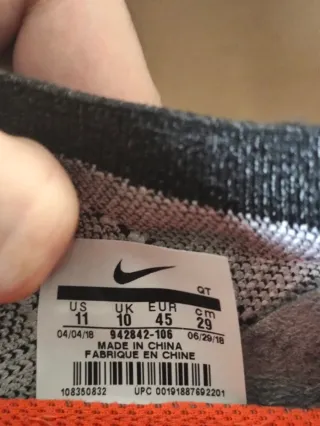 QT
US UK EUR cm
11 10 45 29
04/04/18 942842-106 06/29/18
MADE IN CHINA
FABRIQUE EN CHINE
108350832 UPC 00191887692201